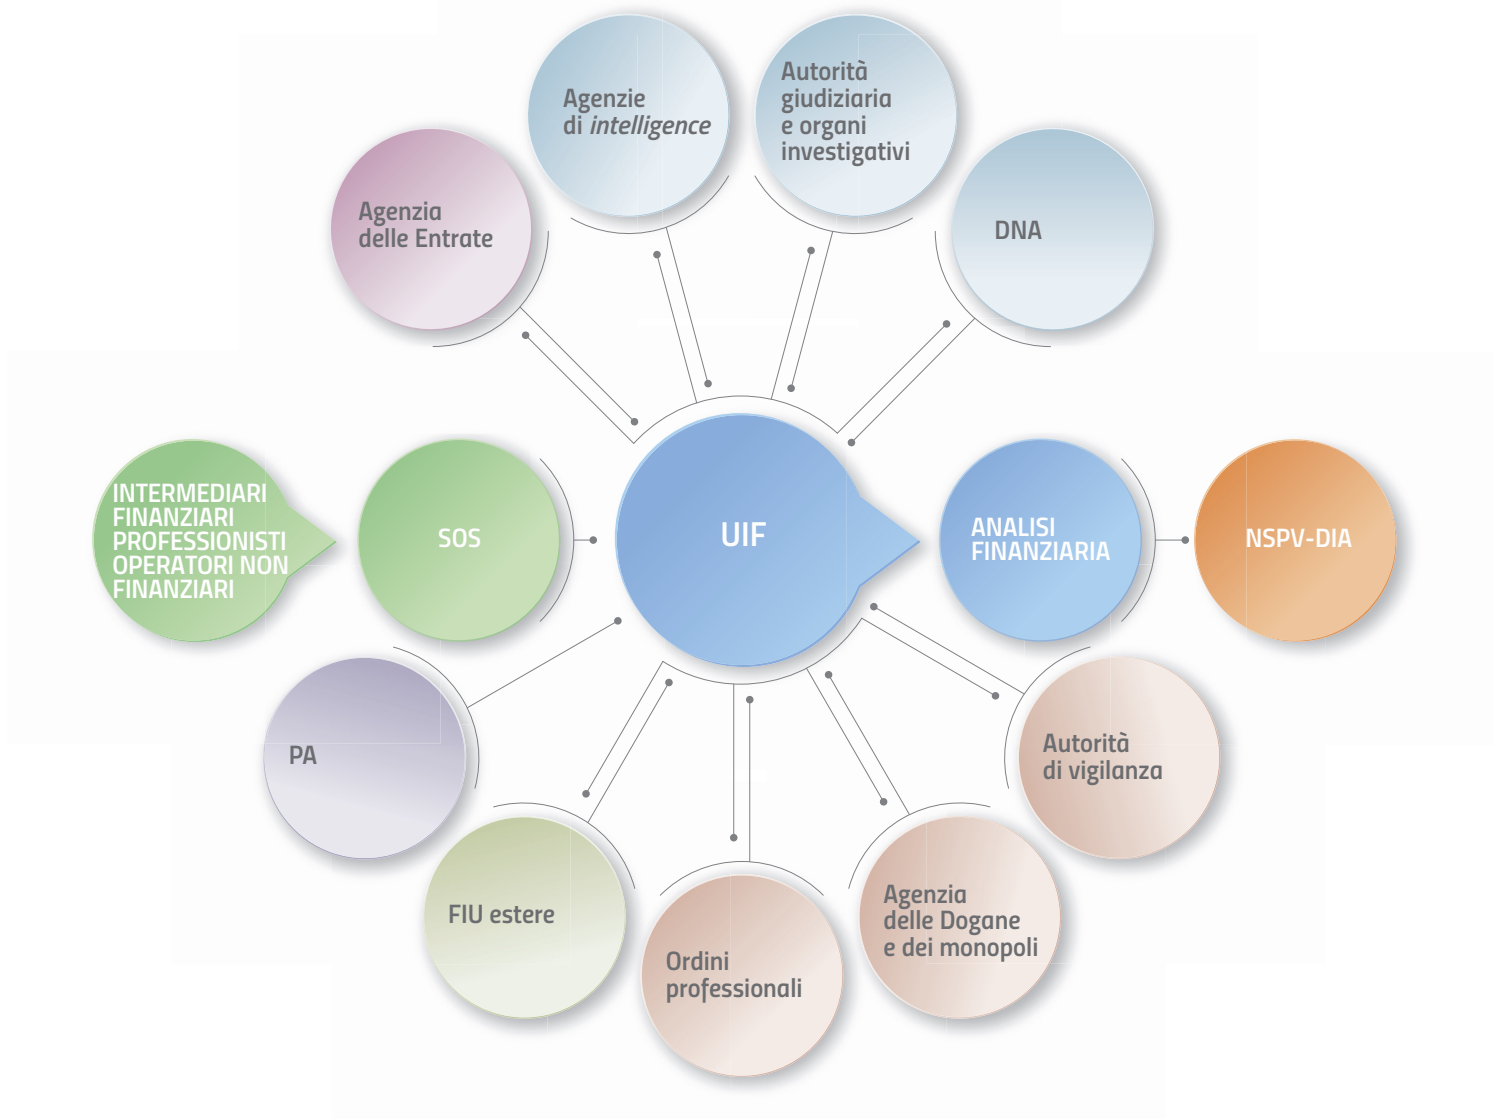 Agenzie
di intelligence
Autorità
giudiziaria
e organi
investigativi
Agenzia
delle Entrate
DNA
INTERMEDIARI
FINANZIARI
PROFESSIONISTI
OPERATORI NON
FINANZIARI
SOS
UIF
ANALISI
FINANZIARIA
NSPV-DIA
PA
Autorità
di vigilanza
FIU estere
Ordini
professionali
Agenzia
delle Dogane
e dei monopoli